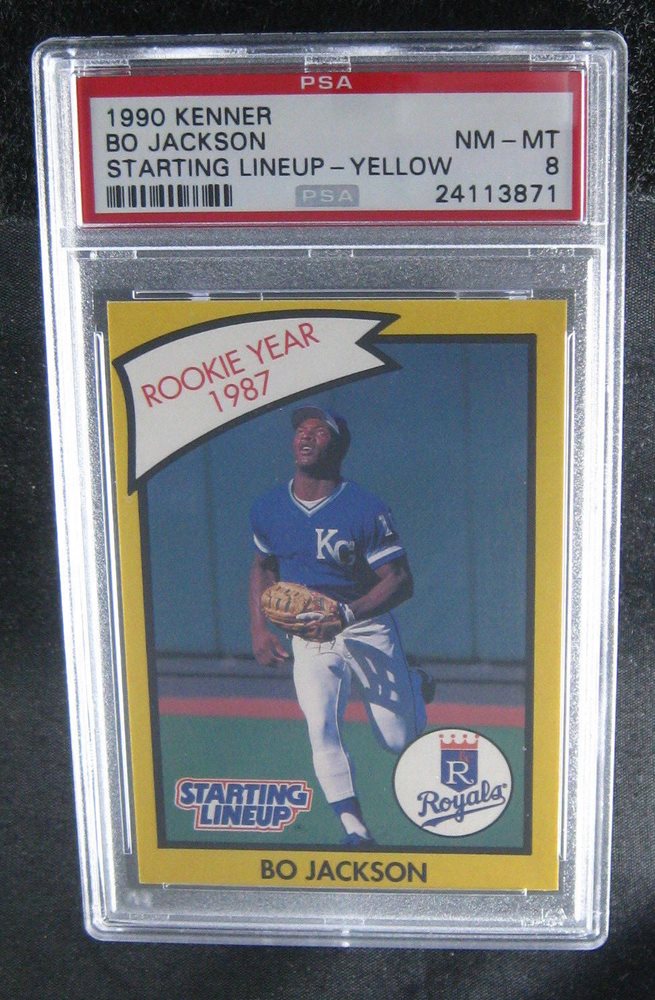 PSA
1990 KENNER
BO JACKSON NM-MT
STARTING LINEUP-YELLOW 8
PSA 24113871
ROOKIE YEAR
1987
KC
STARTING
LINEUP
R
Royals
BO JACKSON